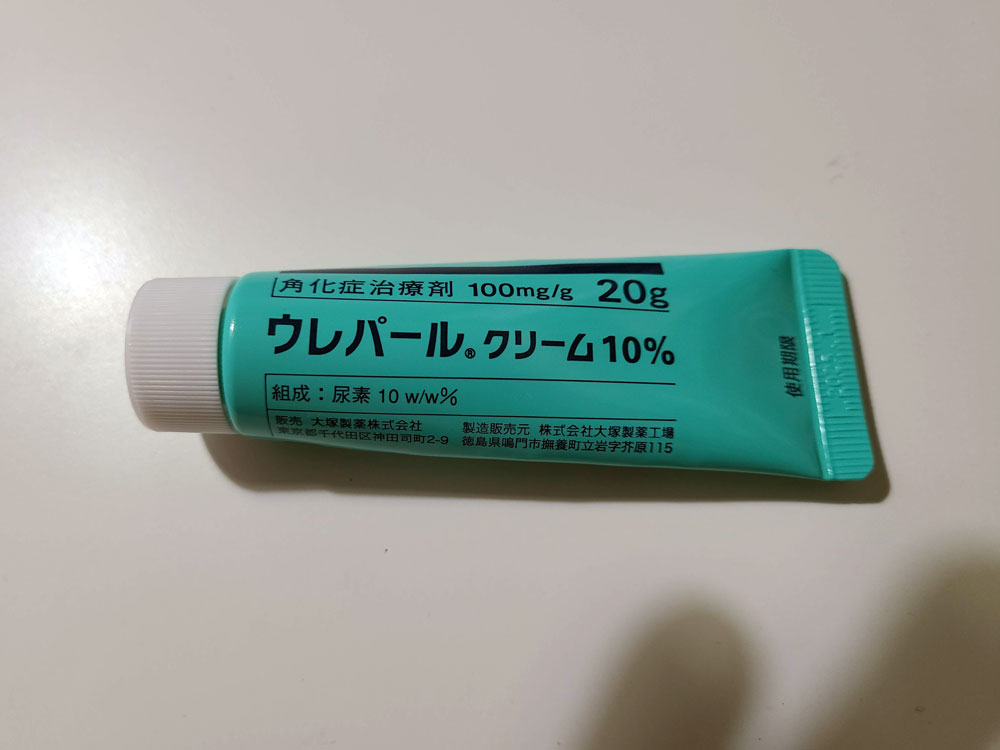 角化症治療剤 100mg/g 20g
ウレパール® クリーム10%
組成：尿素 10 w/w%
販売 大塚製薬株式会社
東京都千代田区神田司町2-9
製造販売元 株式会社大塚製薬工場
徳島県鳴門市撫養町立岩字芥原115
使用期限